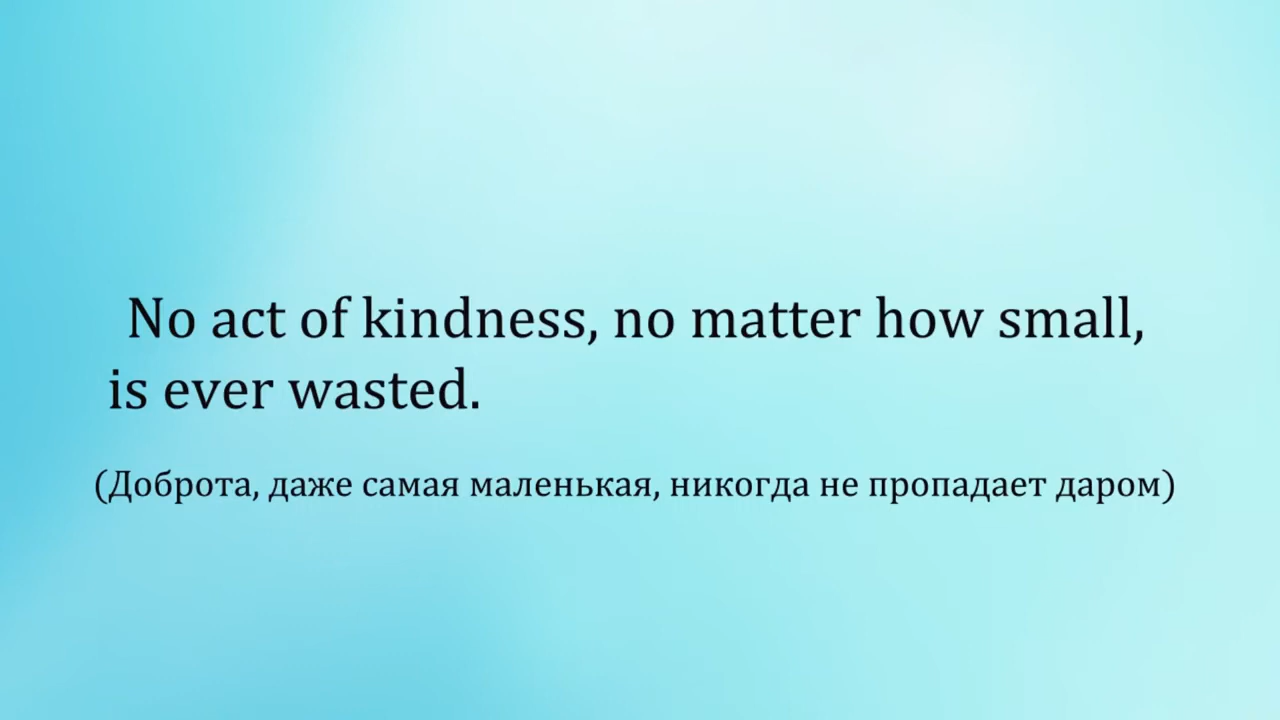 No act of kindness, no matter how small,
is ever wasted.
(Доброта, даже самая маленькая, никогда не пропадает даром)